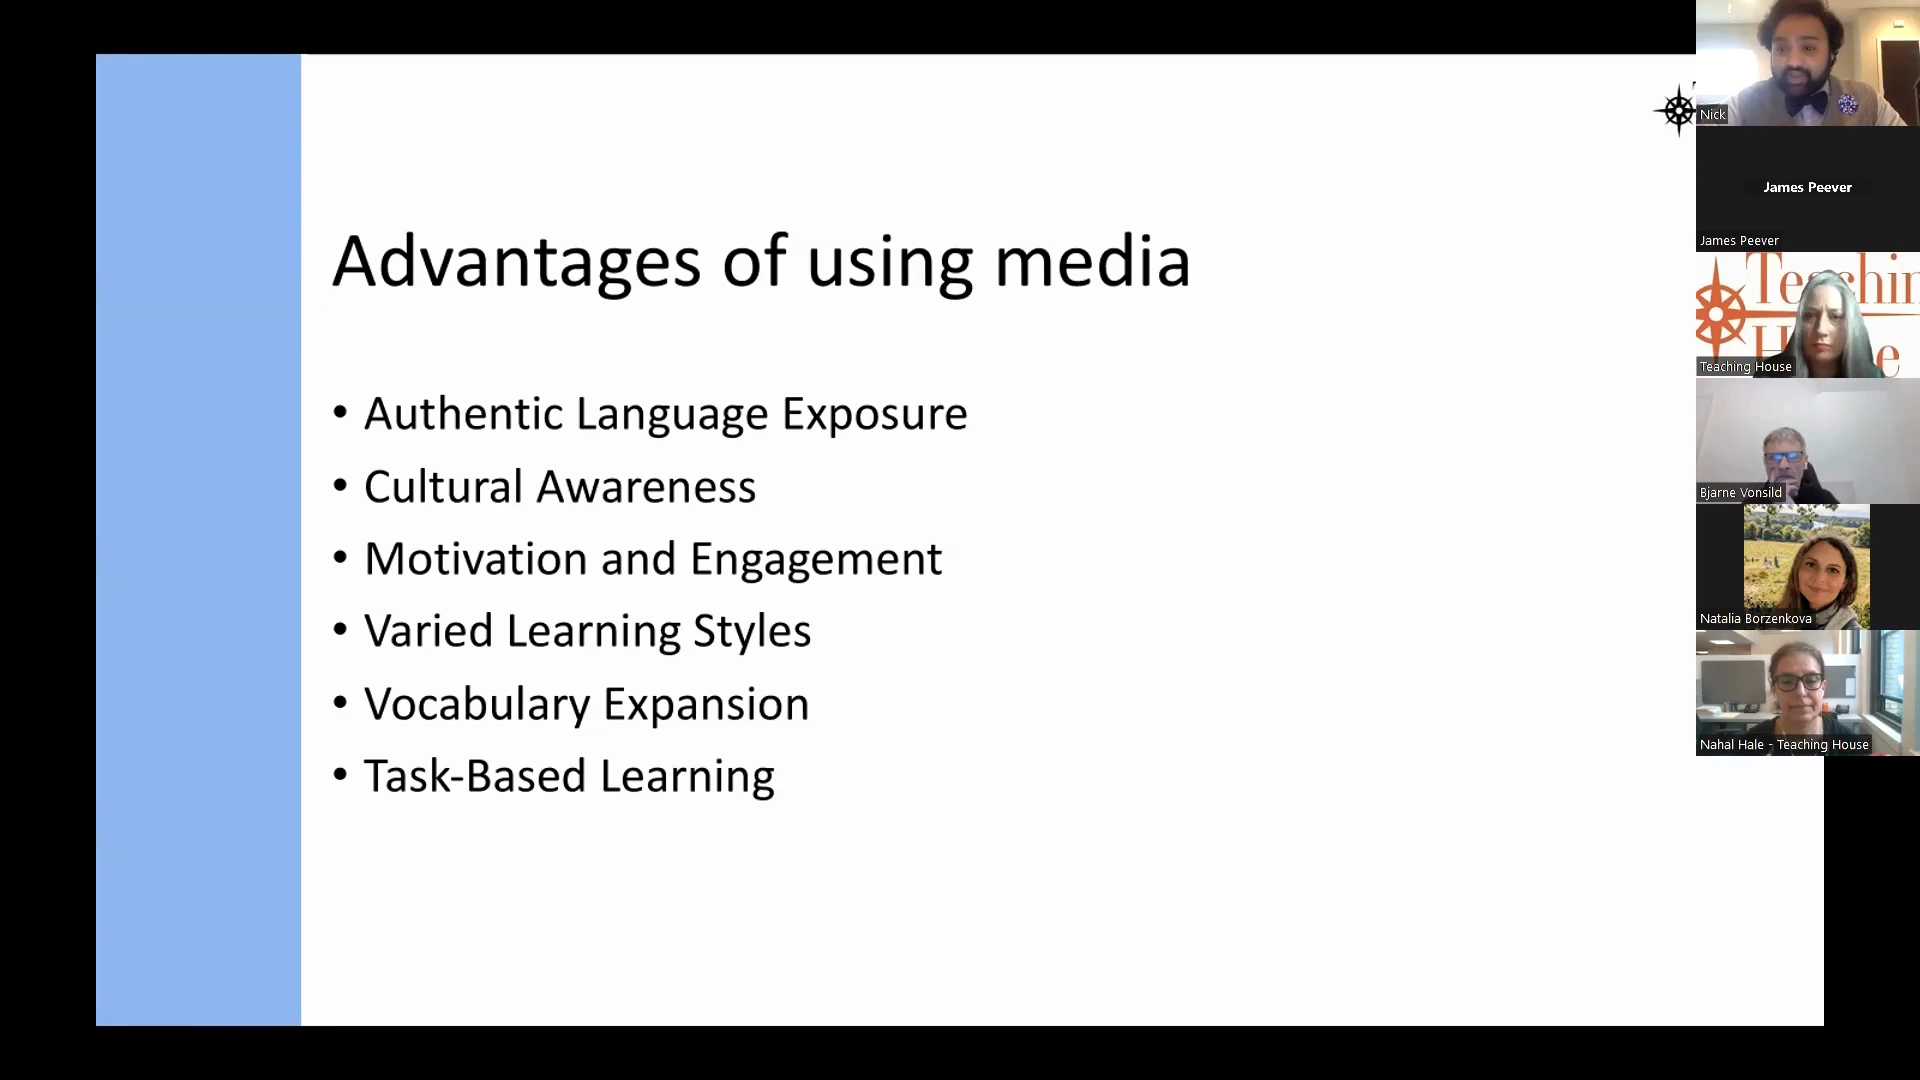 Advantages of using media
• Authentic Language Exposure
• Cultural Awareness
• Motivation and Engagement
• Varied Learning Styles
• Vocabulary Expansion
• Task-Based Learning
Nick
James Peever
James Peever
Teaching House
Bjarne Vonsild
Natalia Borzenkova
Nahal Hale - Teaching House